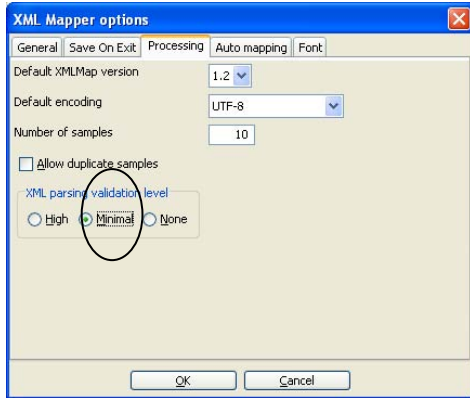 XML Mapper options
General Save On Exit Processing Auto mapping Font
Default XMLMap version 1.2
Default encoding UTF-8
Number of samples 10
Allow duplicate samples
XML parsing validation level
High Minimal None
OK Cancel